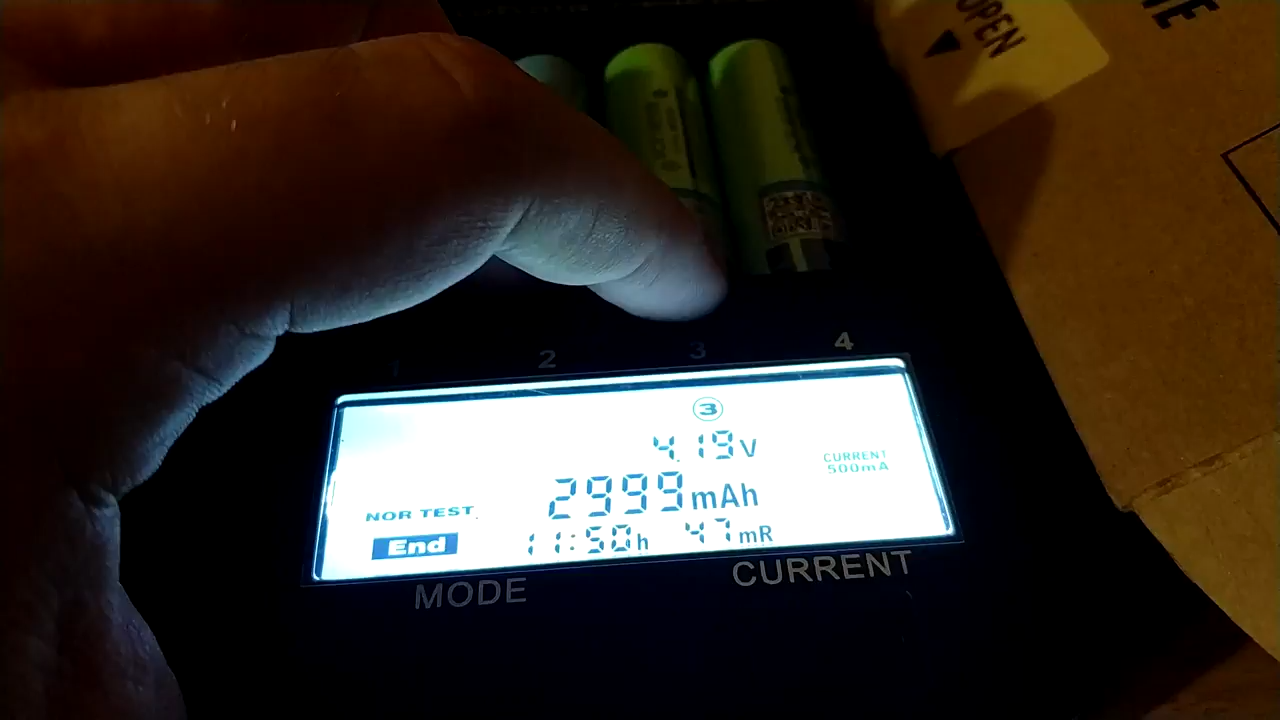 OPEN
1 2 3 4
3
4.19V
CURRENT
500mA
2999mAh
NOR TEST
End 11:50h 47mR
MODE CURRENT